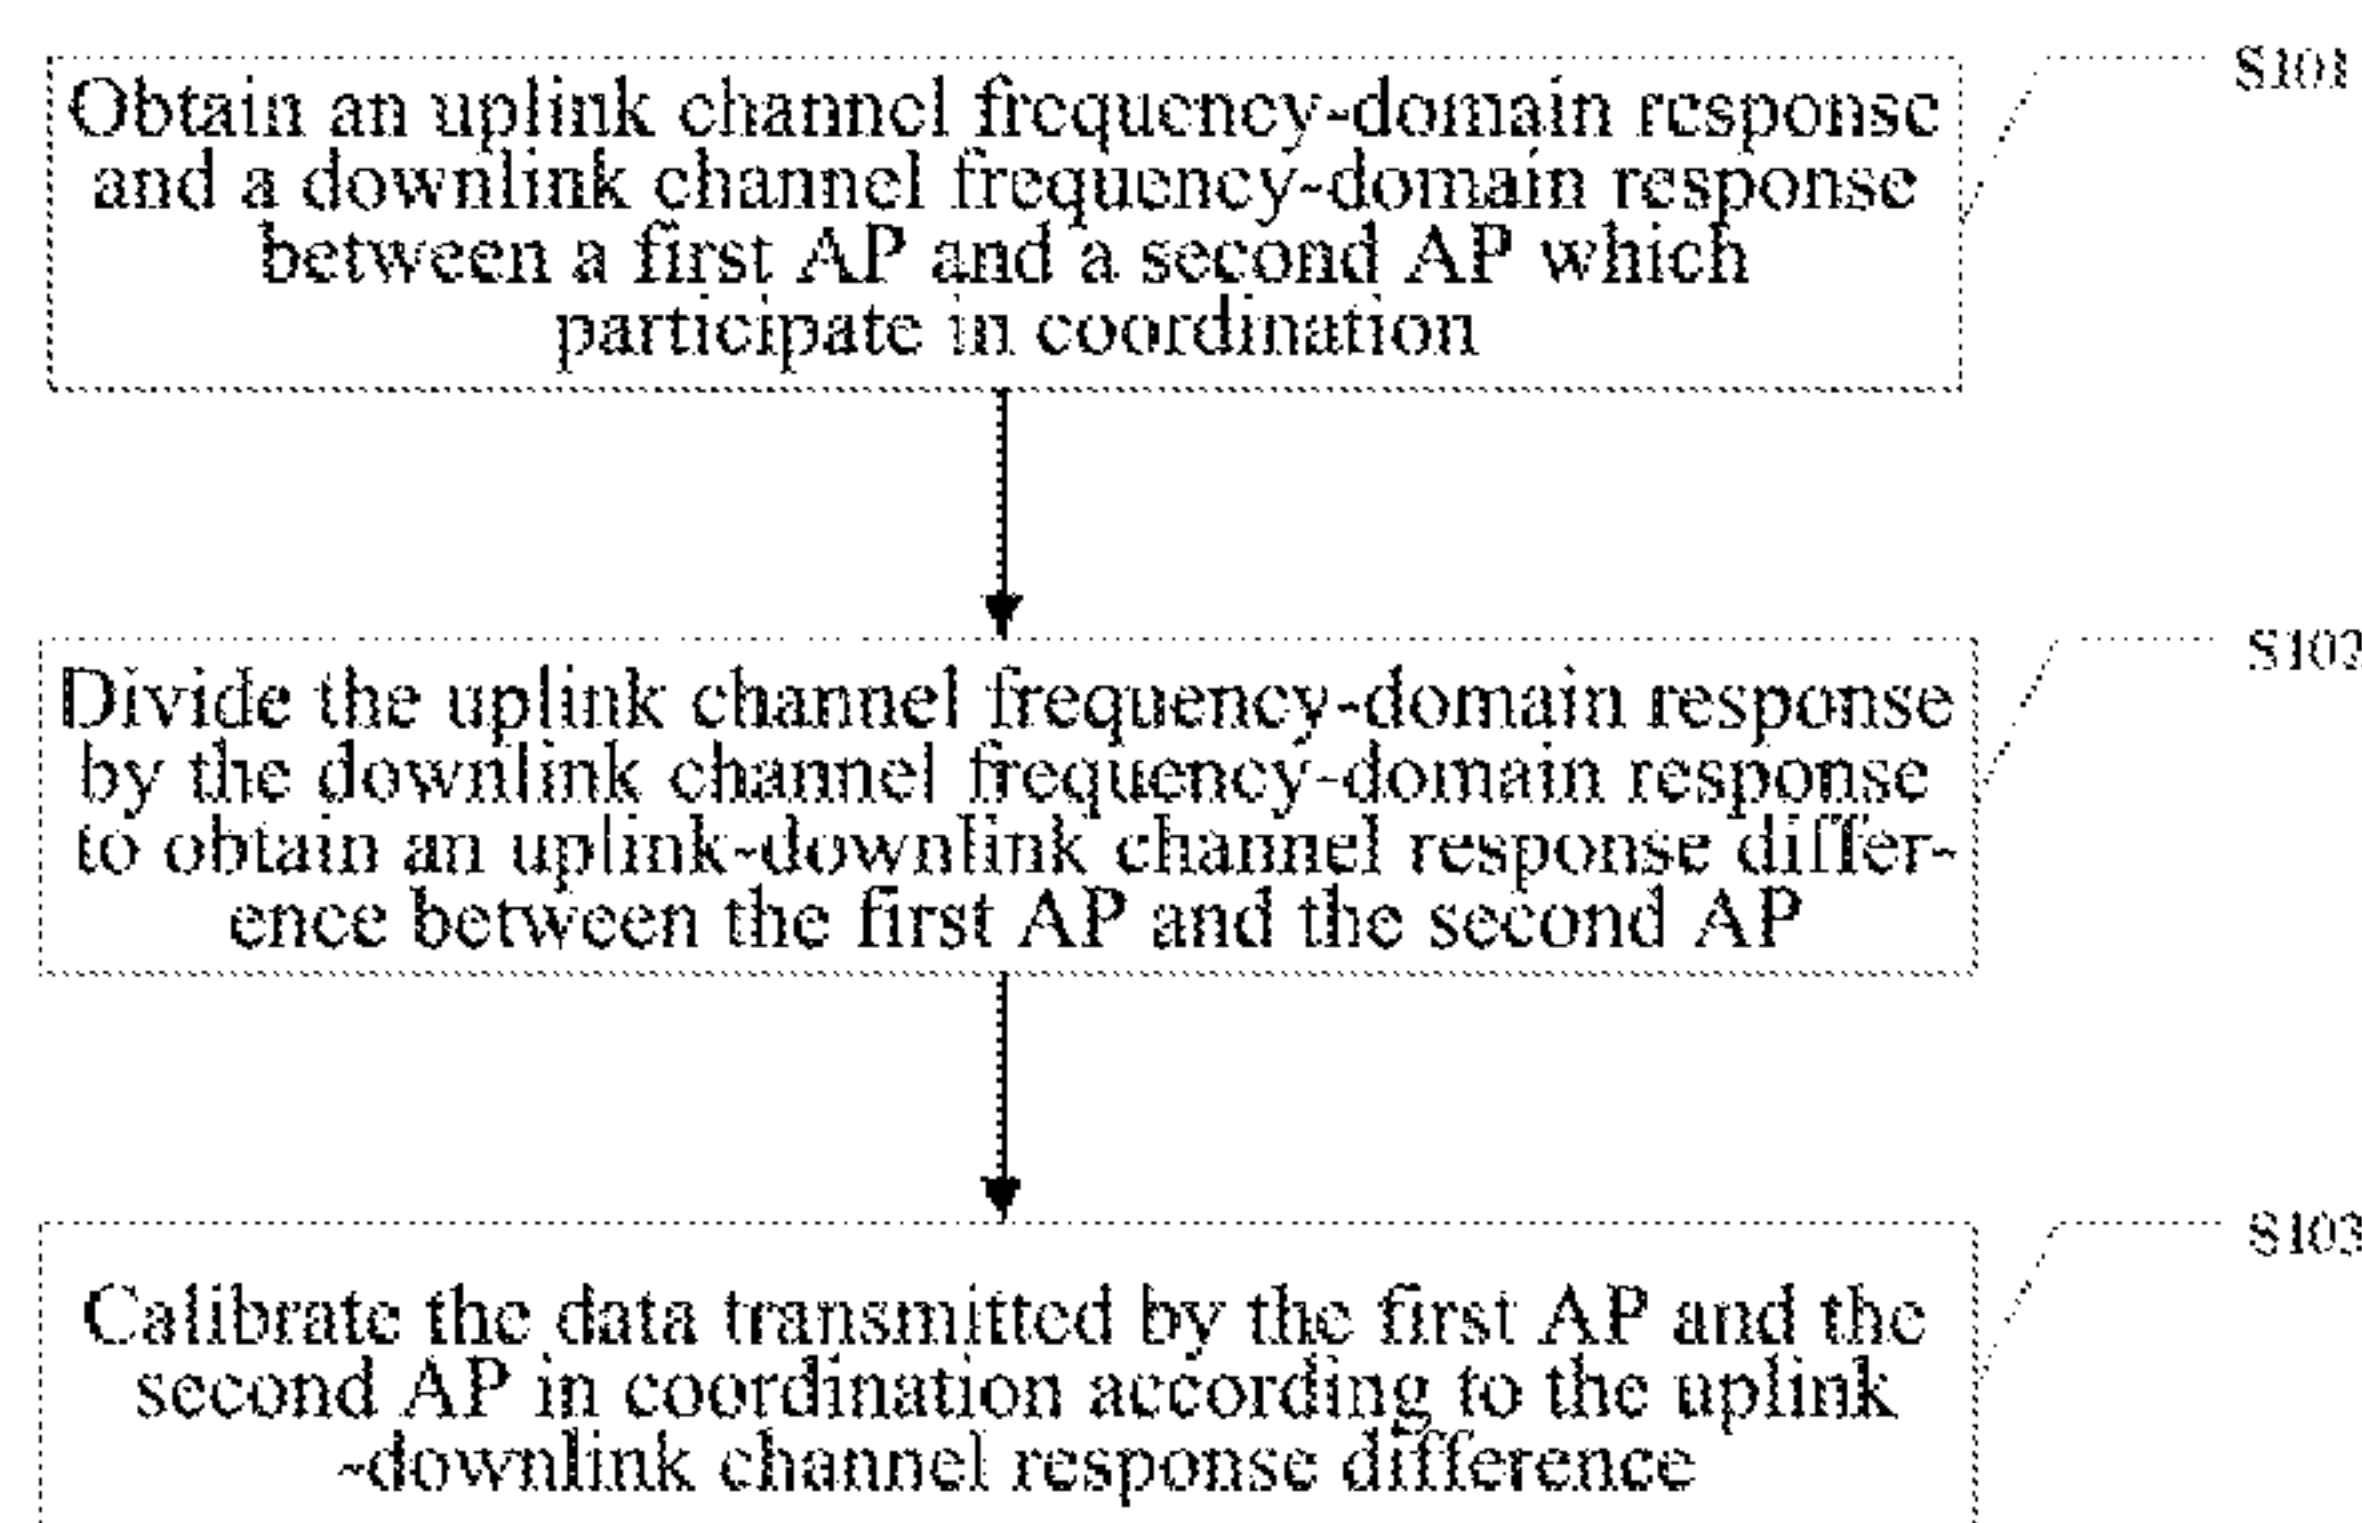 S101
Obtain an uplink channel frequency-domain response
and a downlink channel frequency-domain response
between a first AP and a second AP which
participate in coordination
S102
Divide the uplink channel frequency-domain response
by the downlink channel frequency-domain response
to obtain an uplink-downlink channel response differ-
ence between the first AP and the second AP
S103
Calibrate the data transmitted by the first AP and the
second AP in coordination according to the uplink
-downlink channel response difference